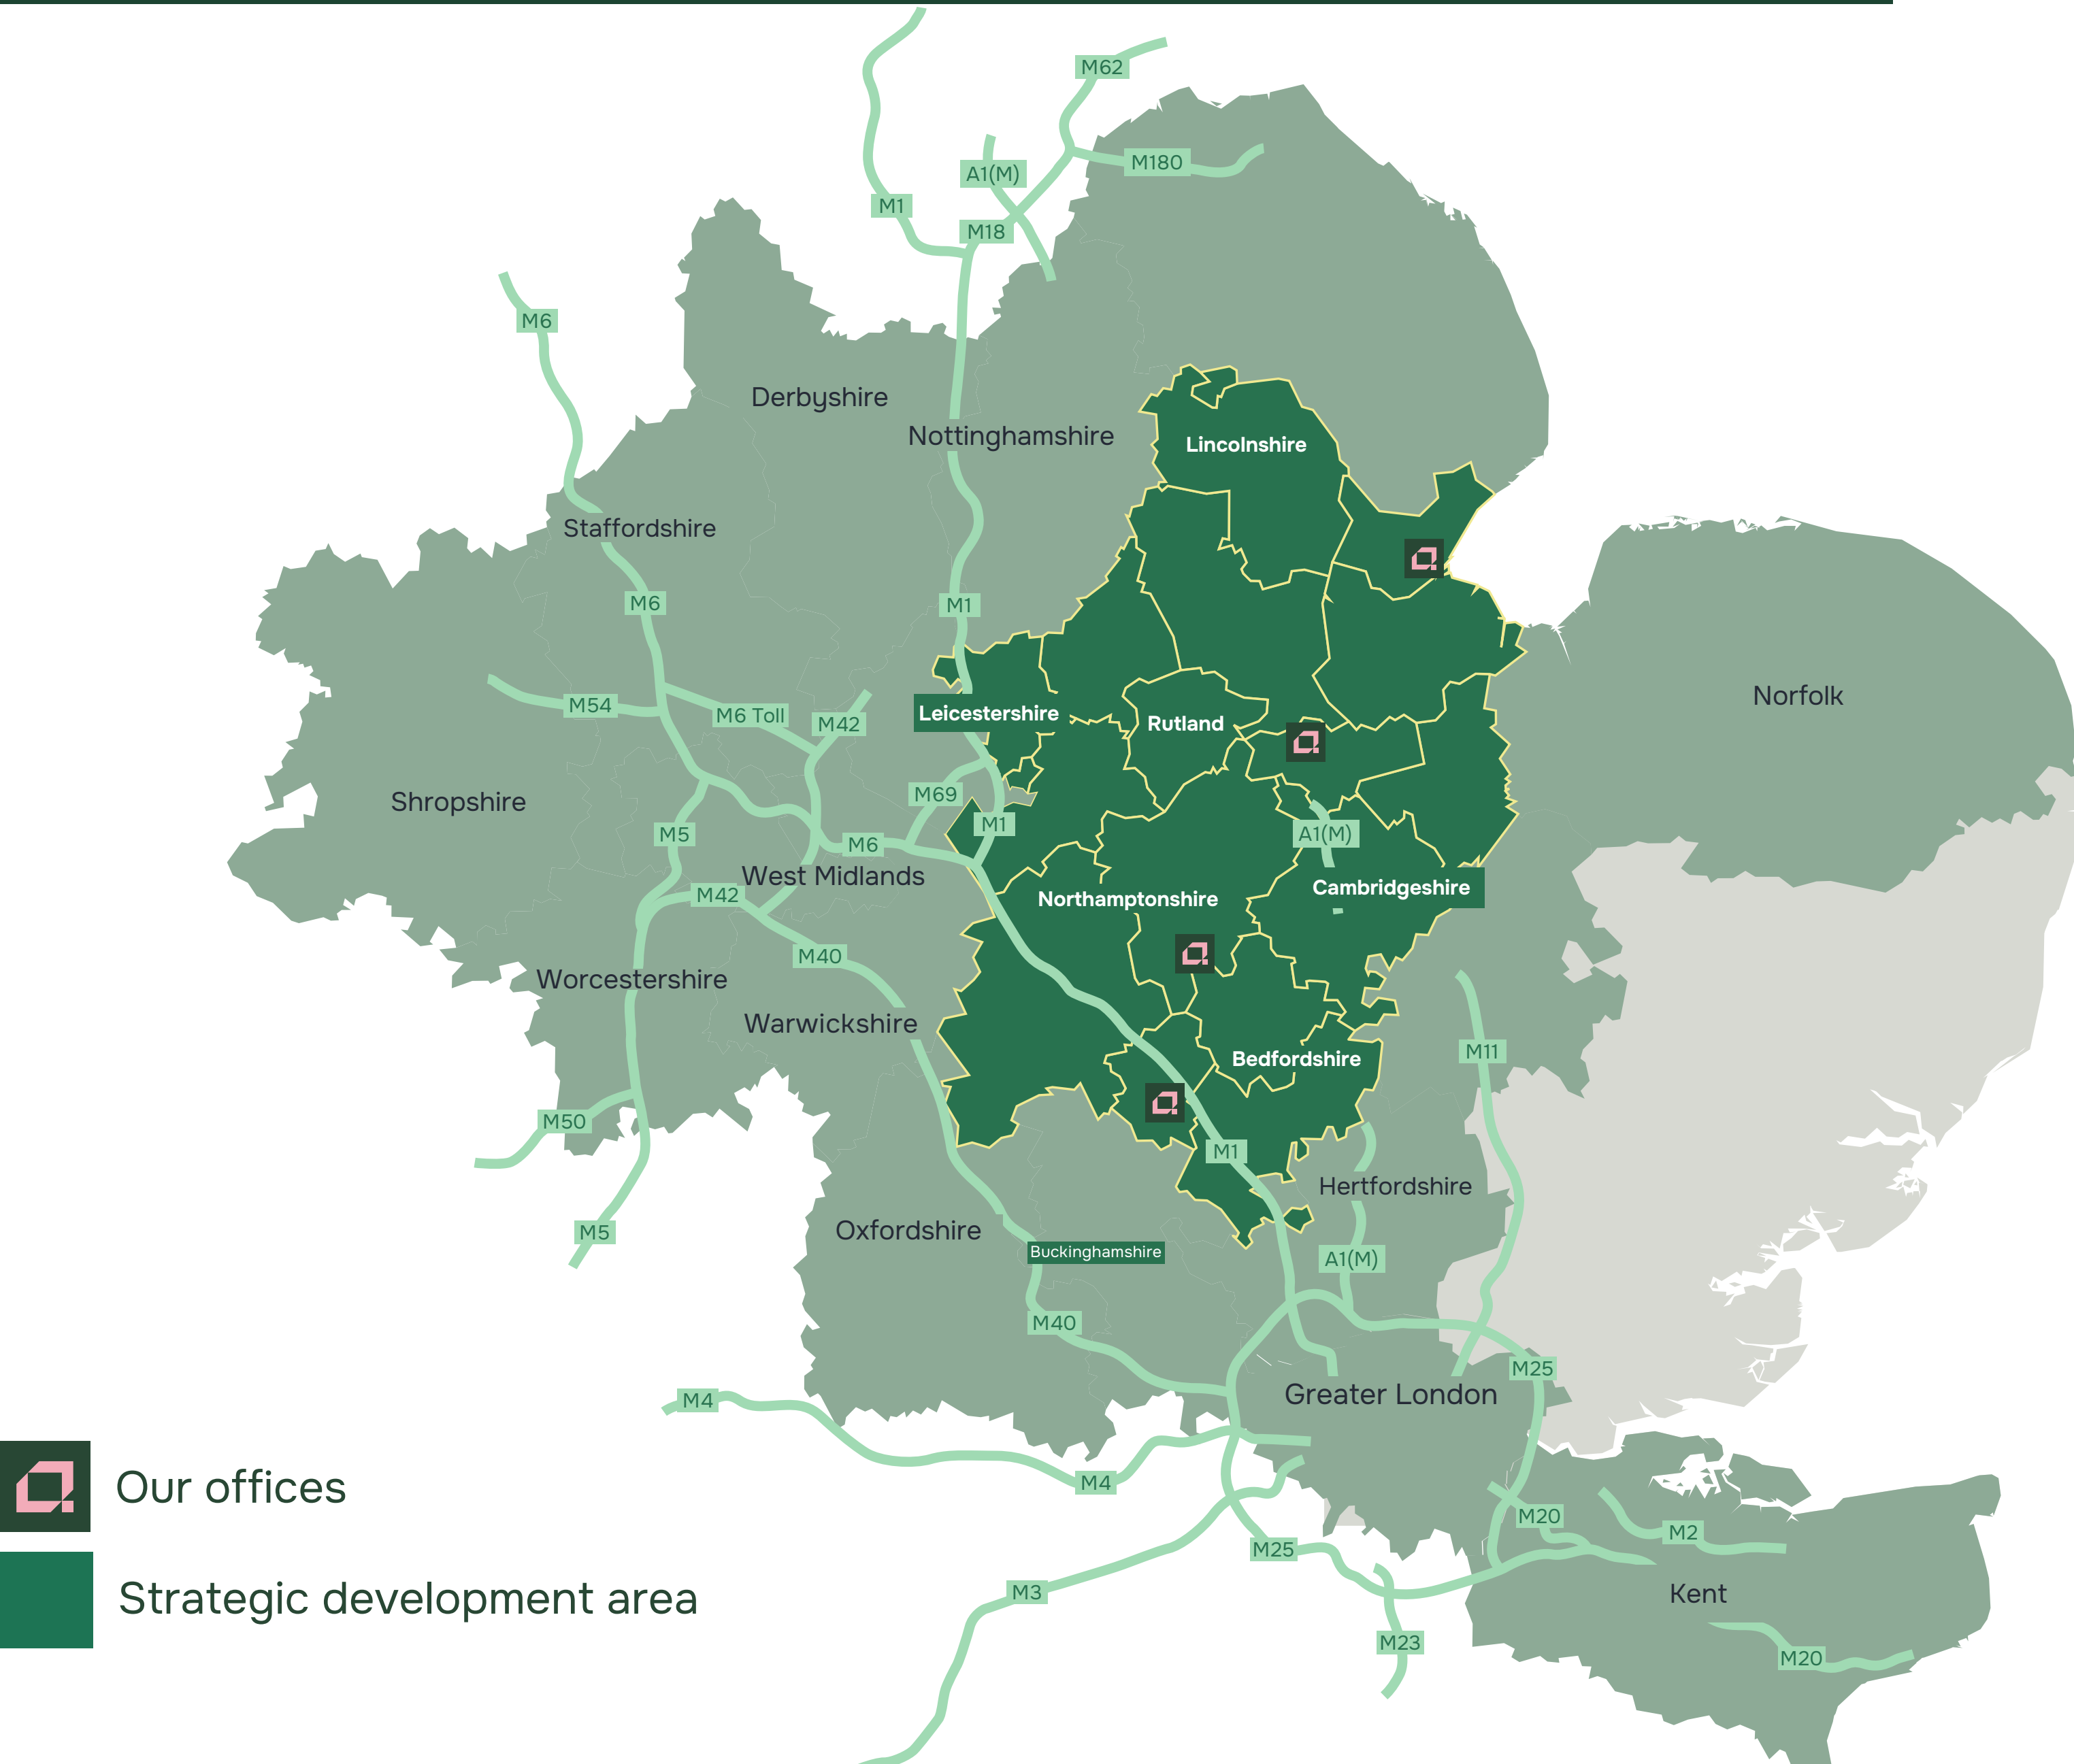 M62
M180
A1(M)
M1
M18
M6
Derbyshire
Nottinghamshire
Lincolnshire
Staffordshire
M6
M1
Norfolk
M54
M6 Toll
M42
Leicestershire
Rutland
Shropshire
M69
M5
M6
M1
A1(M)
West Midlands
M42
Northamptonshire
Cambridgeshire
M40
Worcestershire
Warwickshire
M11
Bedfordshire
M50
M1
Hertfordshire
M5
Oxfordshire
Buckinghamshire
A1(M)
M40
M25
M4
Greater London
M4
Our offices
M20
M2
M25
M3
Kent
Strategic development area
M23
M20